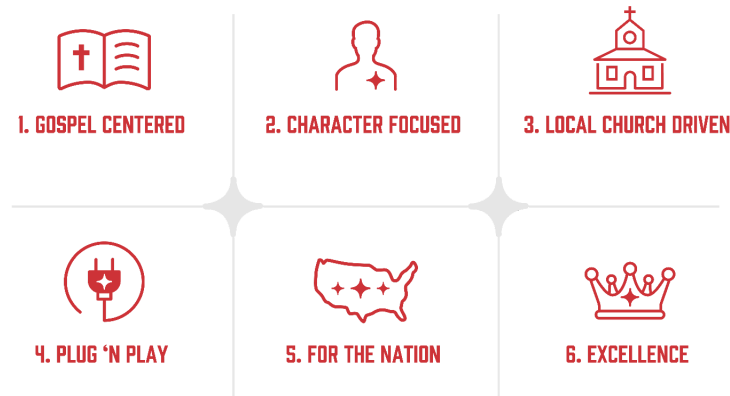 1. GOSPEL CENTERED
2. CHARACTER FOCUSED
3. LOCAL CHURCH DRIVEN
4. PLUG ‘N PLAY
5. FOR THE NATION
6. EXCELLENCE